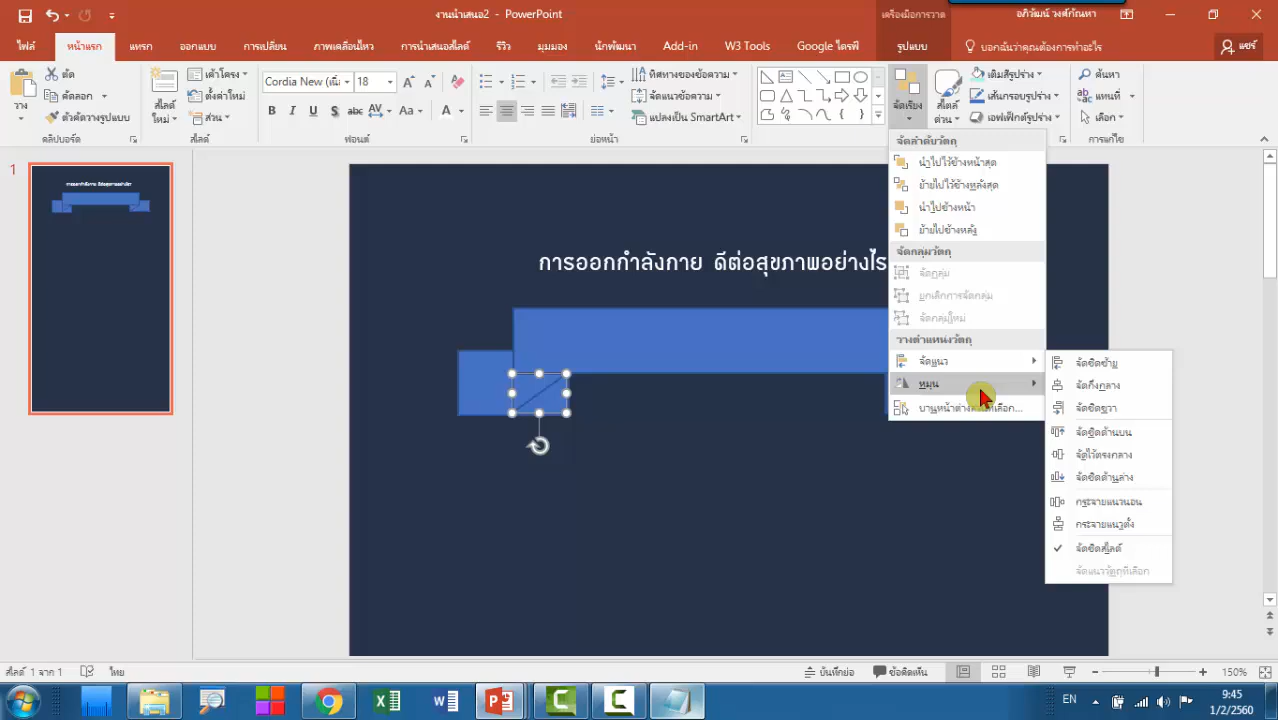 งานนำเสนอ2 - PowerPoint
เครื่องมือการวาด
อภิวัฒน์ วงศ์กัณหา
ไฟล์
หน้าแรก
แทรก
ออกแบบ
การเปลี่ยน
ภาพเคลื่อนไหว
การนำเสนอสไลด์
รีวิว
มุมมอง
นักพัฒนา
Add-in
W3 Tools
Google ไดรฟ์
รูปแบบ
บอกฉันว่าคุณต้องการทำอะไร
แชร์
วาง
ตัด
คัดลอก
ตัวคัดวางรูปแบบ
คลิปบอร์ด
สไลด์ใหม่
เค้าโครง
ตั้งค่าใหม่
ส่วน
สไลด์
Cordia New (เนื้
18
B I U S abc AV Aa A
ฟอนต์
ทิศทางของข้อความ
จัดแนวข้อความ
แปลงเป็น SmartArt
ย่อหน้า
จัดเรียง
สไตล์ด่วน
เติมสีรูปร่าง
เส้นกรอบรูปร่าง
เอฟเฟ็กต์รูปร่าง
ค้นหา
แทนที่
เลือก
การแก้ไข
จัดลำดับวัตถุ
นำไปไว้ข้างหน้าสุด
ย้ายไปไว้ข้างหลังสุด
นำไปข้างหน้า
ย้ายไปข้างหลัง
จัดกลุ่มวัตถุ
จัดกลุ่ม
ยกเลิกการจัดกลุ่ม
จัดกลุ่มใหม่
วางตำแหน่งวัตถุ
จัดแนว
หมุน
จัดชิดซ้าย
จัดกึ่งกลาง
จัดชิดขวา
จัดชิดด้านบน
จัดไว้ตรงกลาง
จัดชิดด้านล่าง
กระจายแนวนอน
กระจายแนวตั้ง
จัดชิดสไลด์
จัดแนววัตถุที่เลือก
1
การออกกำลังกาย ดีต่อสุขภาพอย่างไร
สไลด์ 1 จาก 1
ไทย
บันทึกย่อ
ข้อคิดเห็น
150%
EN
9:45
1/2/2560